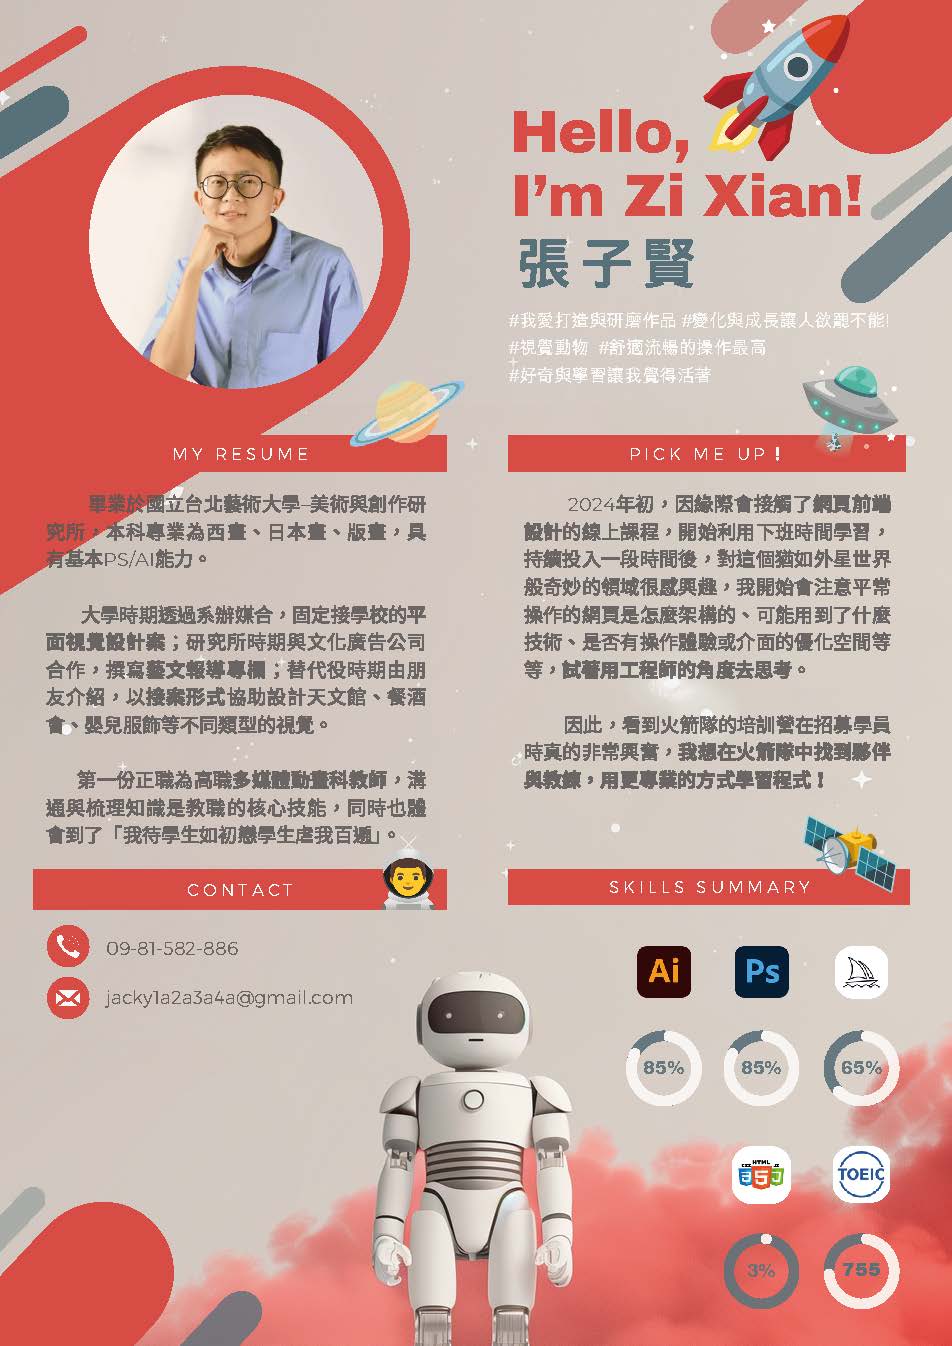 Hello,
I'm Zi Xian!
張子賢
#我愛打造與研磨作品 #變化與成長讓人欲罷不能!
#視覺動物 #舒適流暢的操作最高
#好奇與學習讓我覺得活著
MY RESUME
畢業於國立台北藝術大學–美術與創作研
究所，本科專業為西畫、日本畫、版畫，具
有基本PS/AI能力。
大學時期透過系辦媒合，固定接學校的平
面視覺設計案；研究所時期與文化廣告公司
合作，撰寫藝文報導專欄；替代役時期由朋
友介紹，以接案形式協助設計天文館、餐酒
會、嬰兒服飾等不同類型的視覺。
第一份正職為高職多媒體動畫科教師，溝
通與梳理知識是教職的核心技能，同時也體
會到了「我待學生如初戀學生虐我百遍」。
PICK ME UP !
2024年初，因緣際會接觸了網頁前端
設計的線上課程，開始利用下班時間學習，
持續投入一段時間後，對這個猶如外星世界
般奇妙的領域很感興趣，我開始會注意平常
操作的網頁是怎麼架構的、可能用到了什麼
技術、是否有操作體驗或介面的優化空間等
等，試著用工程師的角度去思考。
因此，看到火箭隊的培訓營在招募學員
時真的非常興奮，我想在火箭隊中找到夥伴
與教練，用更專業的方式學習程式！
CONTACT
09-81-582-886
jacky1a2a3a4a@gmail.com
SKILLS SUMMARY
Ai Ps
85% 85% 65%
CSS HTML JS
3 5 J
TOEIC
3% 755